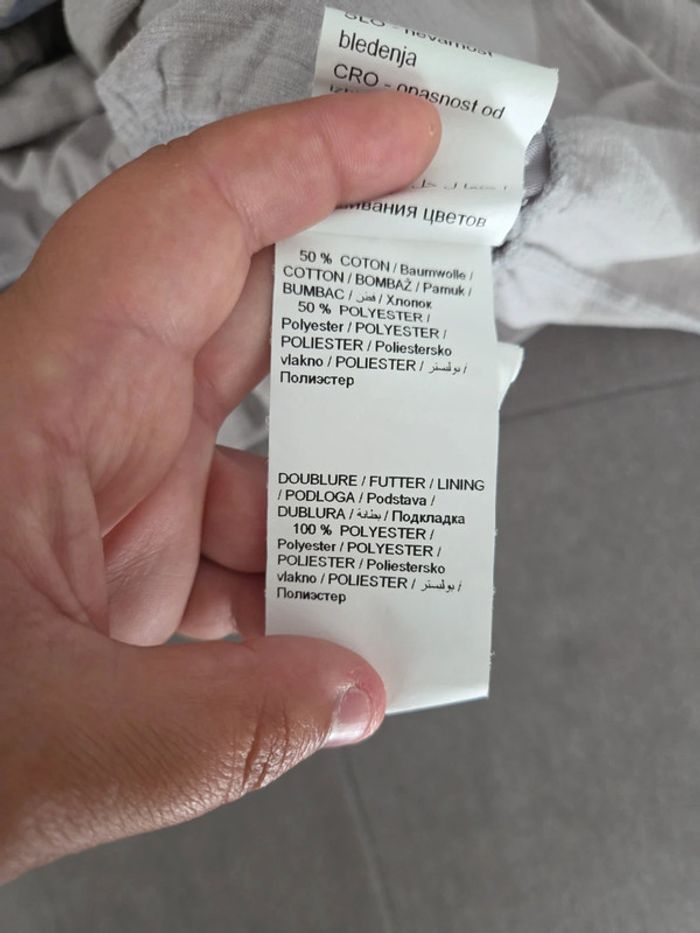 SLO - nevarnost
bledenja
CRO - opasnost od
цветов
50 % COTON / Baumwolle /
COTTON / BOMBAŽ / Pamuk /
BUMBAC / قطن / Хлопок
50 % POLYESTER /
Polyester / POLYESTER /
POLIESTER / Poliestersko
vlakno / POLIESTER / بوليستر /
Полиэстер
DOUBLURE / FUTTER / LINING
/ PODLOGA / Podstava /
DUBLURA / بطانة / Подкладка
100 % POLYESTER /
Polyester / POLYESTER /
POLIESTER / Poliestersko
vlakno / POLIESTER / بوليستر /
Полиэстер